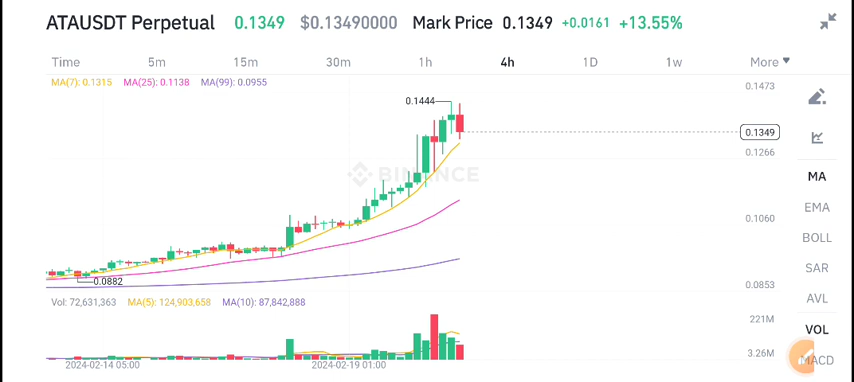 ATAUSDT Perpetual 0.1349 $0.13490000 Mark Price 0.1349 +0.0161 +13.55%
Time 5m 15m 30m 1h 4h 1D 1w More
MA(7): 0.1315 MA(25): 0.1138 MA(99): 0.0955
0.1473
0.1444
0.1349
0.1266
BINANCE
MA
EMA
0.1060
BOLL
SAR
0.0882
0.0853
AVL
Vol: 72,631,363 MA(5): 124,903,658 MA(10): 87,842,888
221M
VOL
3.26M
MACD
2024-02-14 05:00 2024-02-19 01:00